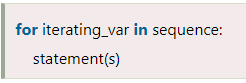 for iterating_var in sequence:
statement(s)